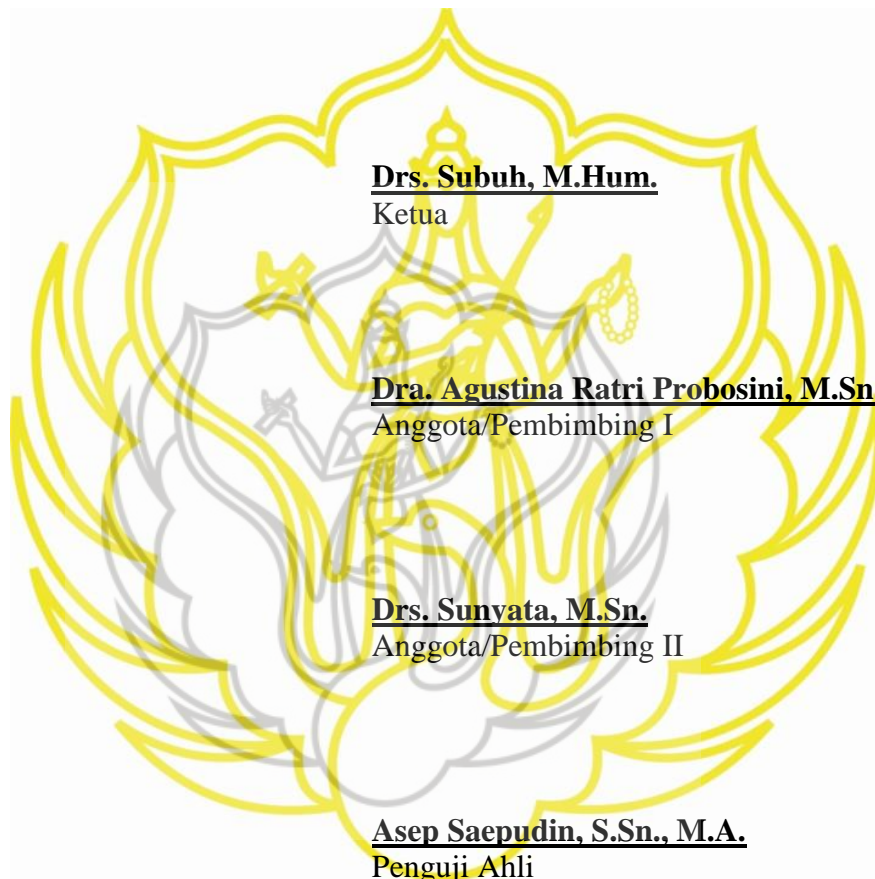 Drs. Subuh, M.Hum.
Ketua
Dra. Agustina Ratri Probosini, M.Sn
Anggota/Pembimbing I
Drs. Sunyata, M.Sn.
Anggota/Pembimbing II
Asep Saepudin, S.Sn., M.A.
Penguji Ahli